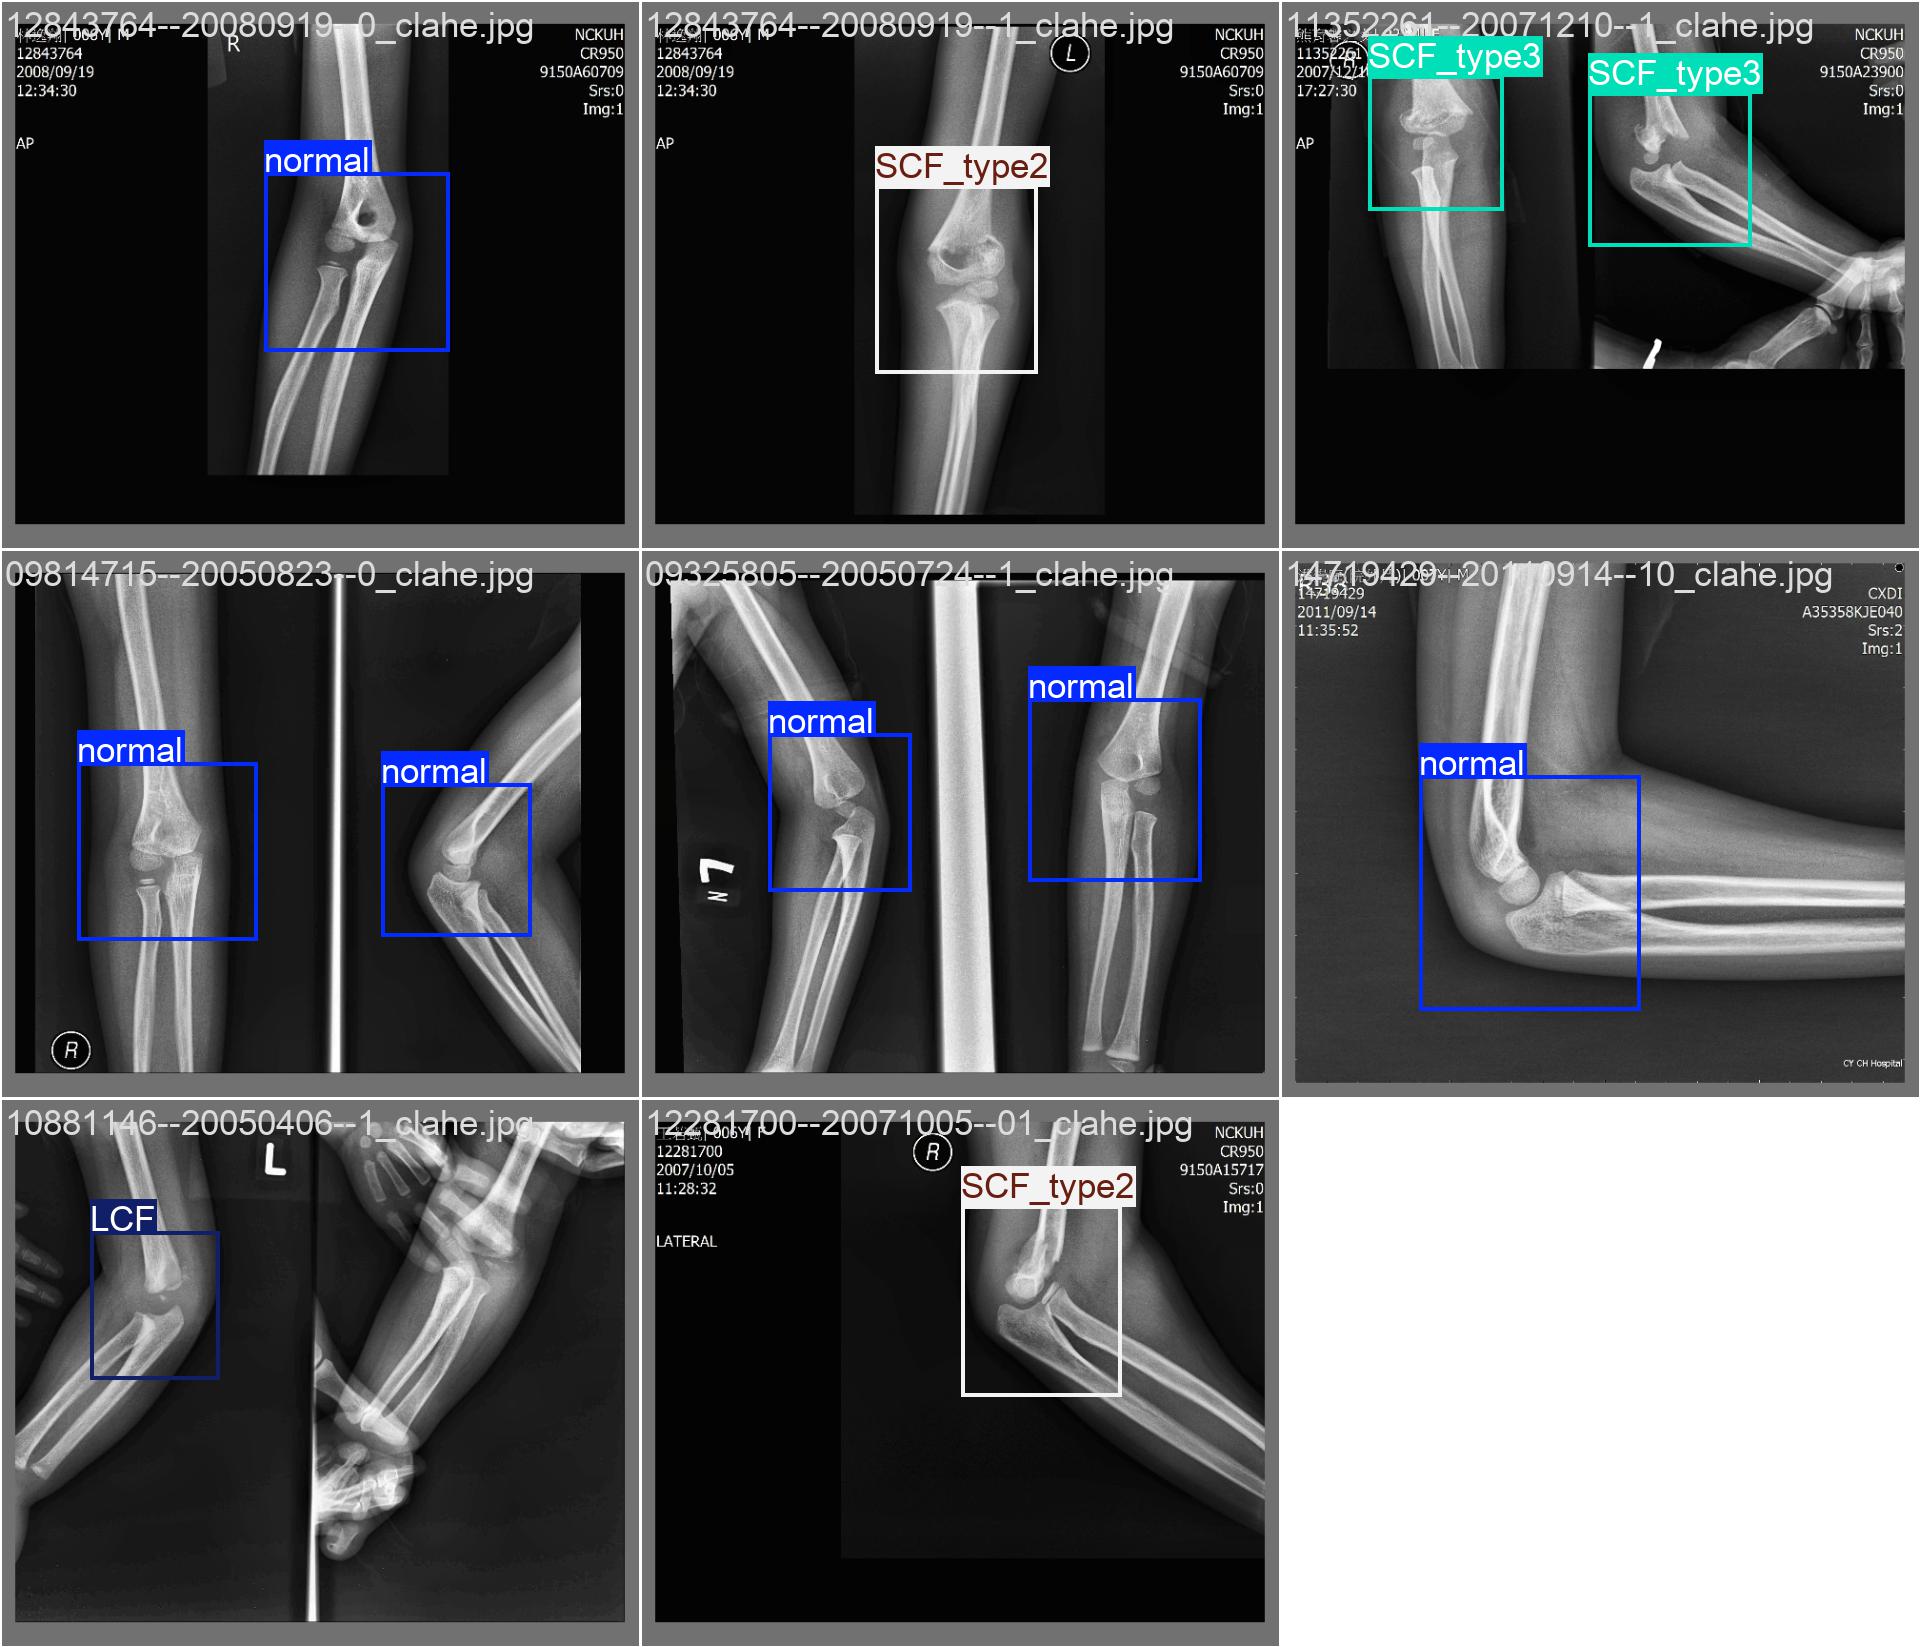 12843764--20080919--0_clahe.jpg
12843764
2008/09/19
12:34:30
AP
R
NCKUH
CR950
9150A60709
Srs:0
Img:1
normal
12843764--20080919--1_clahe.jpg
12843764
2008/09/19
12:34:30
AP
L
NCKUH
CR950
9150A60709
Srs:0
Img:1
SCF_type2
11352261--20071210--1_clahe.jpg
11352261
17:27:30
AP
R
NCKUH
CR950
9150A23900
Srs:0
Img:1
SCF_type3
SCF_type3
09814715--20050823--0_clahe.jpg
normal
normal
R
09325805--20050724--1_clahe.jpg
normal
normal
L
N
14719429--20110914--10_clahe.jpg
14719429
2011/09/14
11:35:52
CXDI
A35358KJE040
Srs:2
Img:1
normal
CY CH Hospital
10881146--20050406--1_clahe.jpg
L
LCF
12281700--20071005--01_clahe.jpg
006Y| F
12281700
2007/10/05
11:28:32
LATERAL
R
NCKUH
CR950
9150A15717
Srs:0
Img:1
SCF_type2